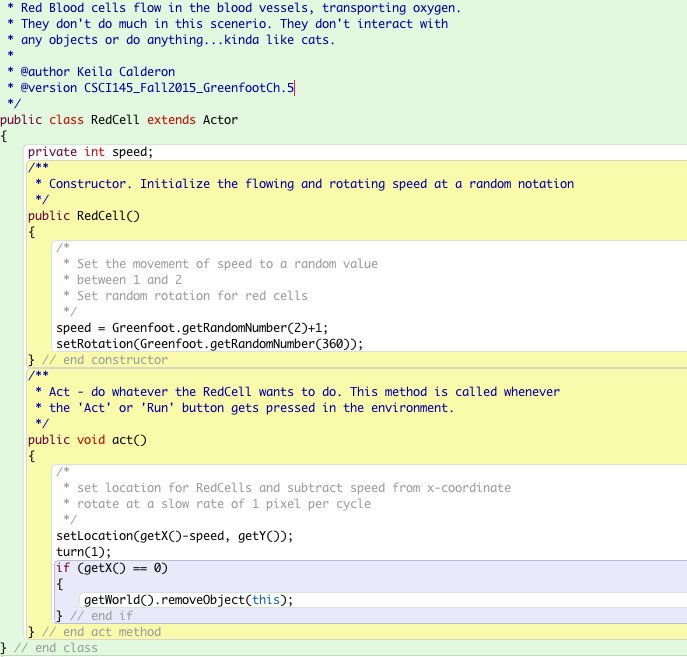 * Red Blood cells flow in the blood vessels, transporting oxygen.
* They don't do much in this scenerio. They don't interact with
* any objects or do anything...kinda like cats.
*
* @author Keila Calderon
* @version CSCI145_Fall2015_GreenfootCh.5
*/
public class RedCell extends Actor
{
private int speed;
/**
* Constructor. Initialize the flowing and rotating speed at a random notation
*/
public RedCell()
{
/*
* Set the movement of speed to a random value
* between 1 and 2
* Set random rotation for red cells
*/
speed = Greenfoot.getRandomNumber(2)+1;
setRotation(Greenfoot.getRandomNumber(360));
} // end constructor
/**
* Act - do whatever the RedCell wants to do. This method is called whenever
* the 'Act' or 'Run' button gets pressed in the environment.
*/
public void act()
{
/*
* set location for RedCells and subtract speed from x-coordinate
* rotate at a slow rate of 1 pixel per cycle
*/
setLocation(getX()-speed, getY());
turn(1);
if (getX() == 0)
{
getWorld().removeObject(this);
} // end if
} // end act method
} // end class